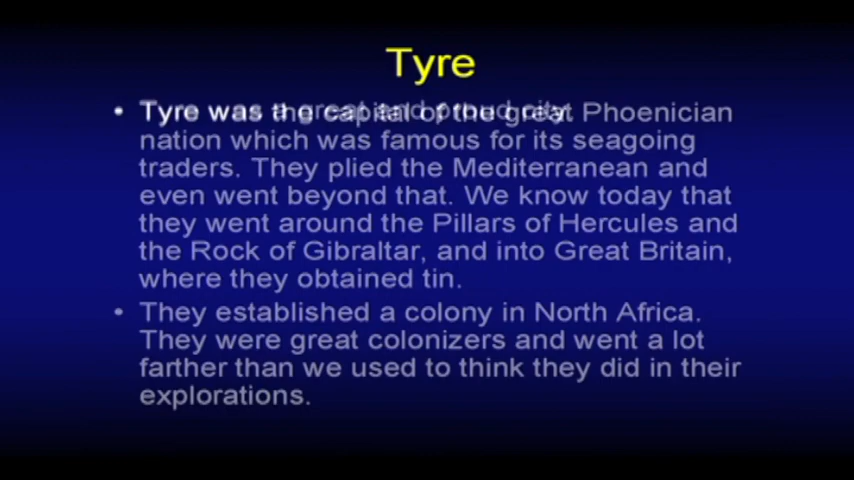 Tyre
• Tyre was the capital of the great Phoenician
nation which was famous for its seagoing
traders. They plied the Mediterranean and
even went beyond that. We know today that
they went around the Pillars of Hercules and
the Rock of Gibraltar, and into Great Britain,
where they obtained tin.
• They established a colony in North Africa.
They were great colonizers and went a lot
farther than we used to think they did in their
explorations.